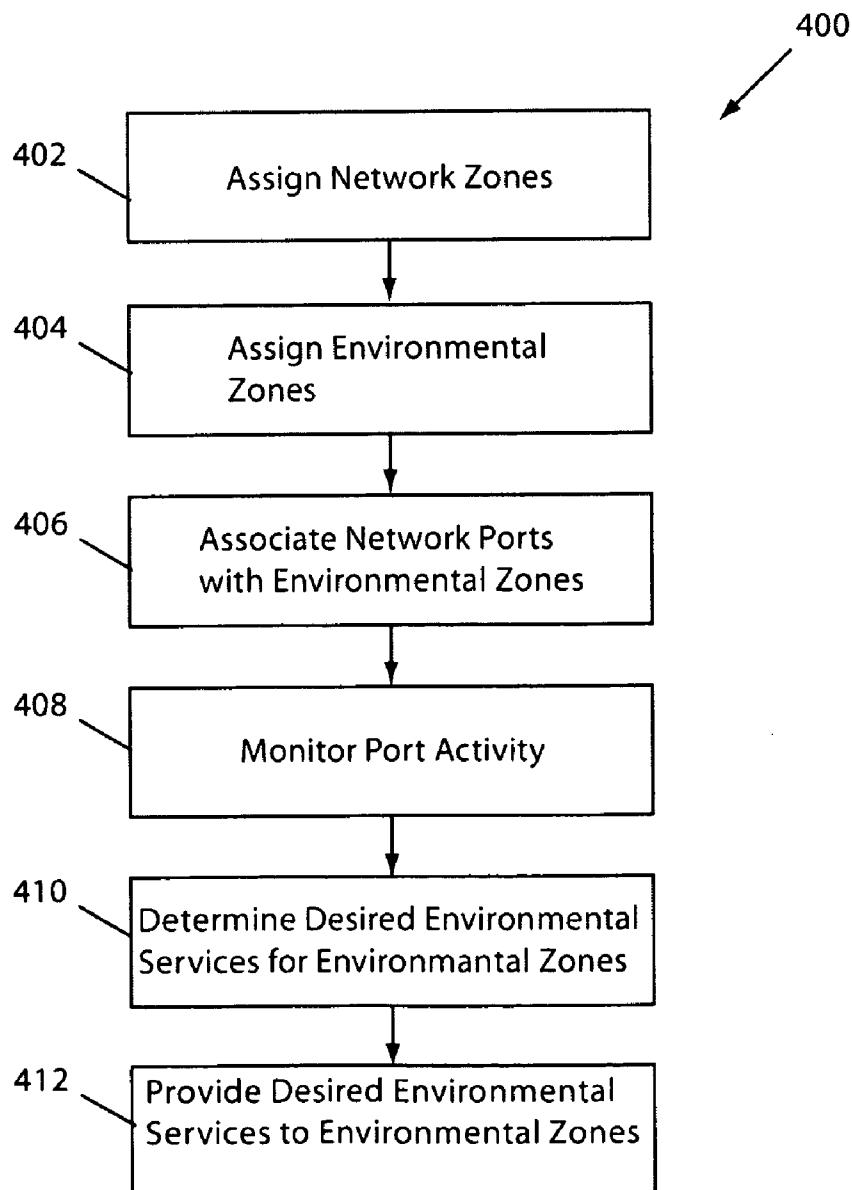 400
402
Assign Network Zones
404
Assign Environmental
Zones
406
Associate Network Ports
with Environmental Zones
408
Monitor Port Activity
410
Determine Desired Environmental
Services for Environmantal Zones
412
Provide Desired Environmental
Services to Environmental Zones